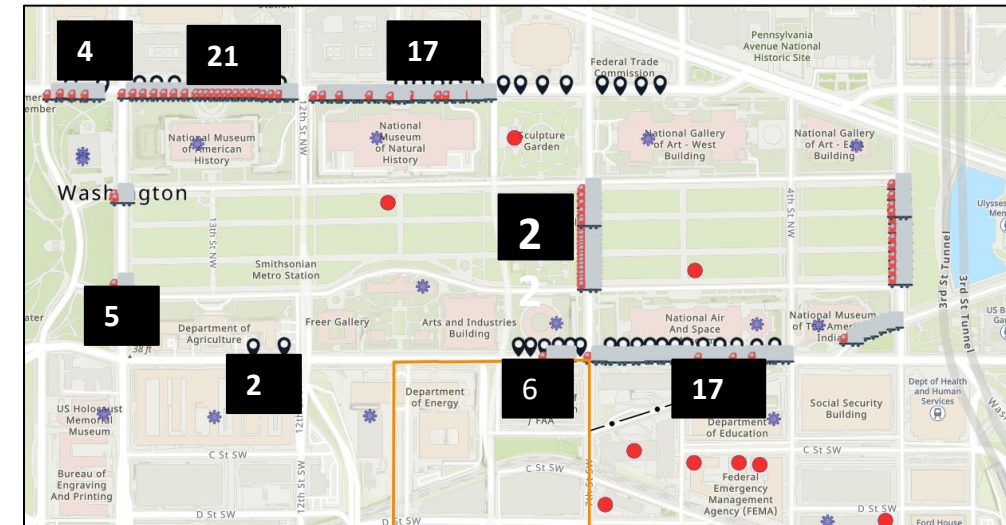 Pennsylvania
Avenue National
Historic Site
4
21
17
Federal Trade
Commission
12th St NW
National Museum
of American
History
National
Museum
of Natural
History
Sculpture
Garden
National Gallery
of Art - West
Building
National Gallery
of Art - East
Building
Washington
13th St NW
4th St NW
2
2
Smithsonian
Metro Station
3rd St Tunnel
3rd St Tunnel
5
Department of
Agriculture
Freer Gallery
Arts and Industries
Building
National Air
And Space
National Museum
38 ft
2
6
17
US Holocaust
Memorial
Museum
Department
of Energy
/ FAA
Department
of Education
Social Security
Building
Dept of Health
and Human
Services
12th St SW
7th St SW
C St SW
C St SW
Bureau of
Engraving
And Printing
Federal
Emergency
Management
Agency (FEMA)
D St SW
D St SW
D St SW
Ford House